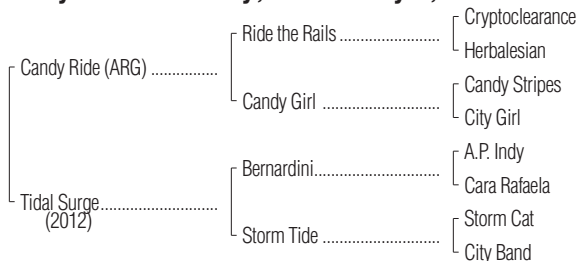 Cryptoclearance
Ride the Rails
Herbalesian
Candy Ride (ARG)
Candy Stripes
Candy Girl
City Girl
A.P. Indy
Bernardini
Cara Rafaela
Tidal Surge
(2012)
Storm Cat
Storm Tide
City Band